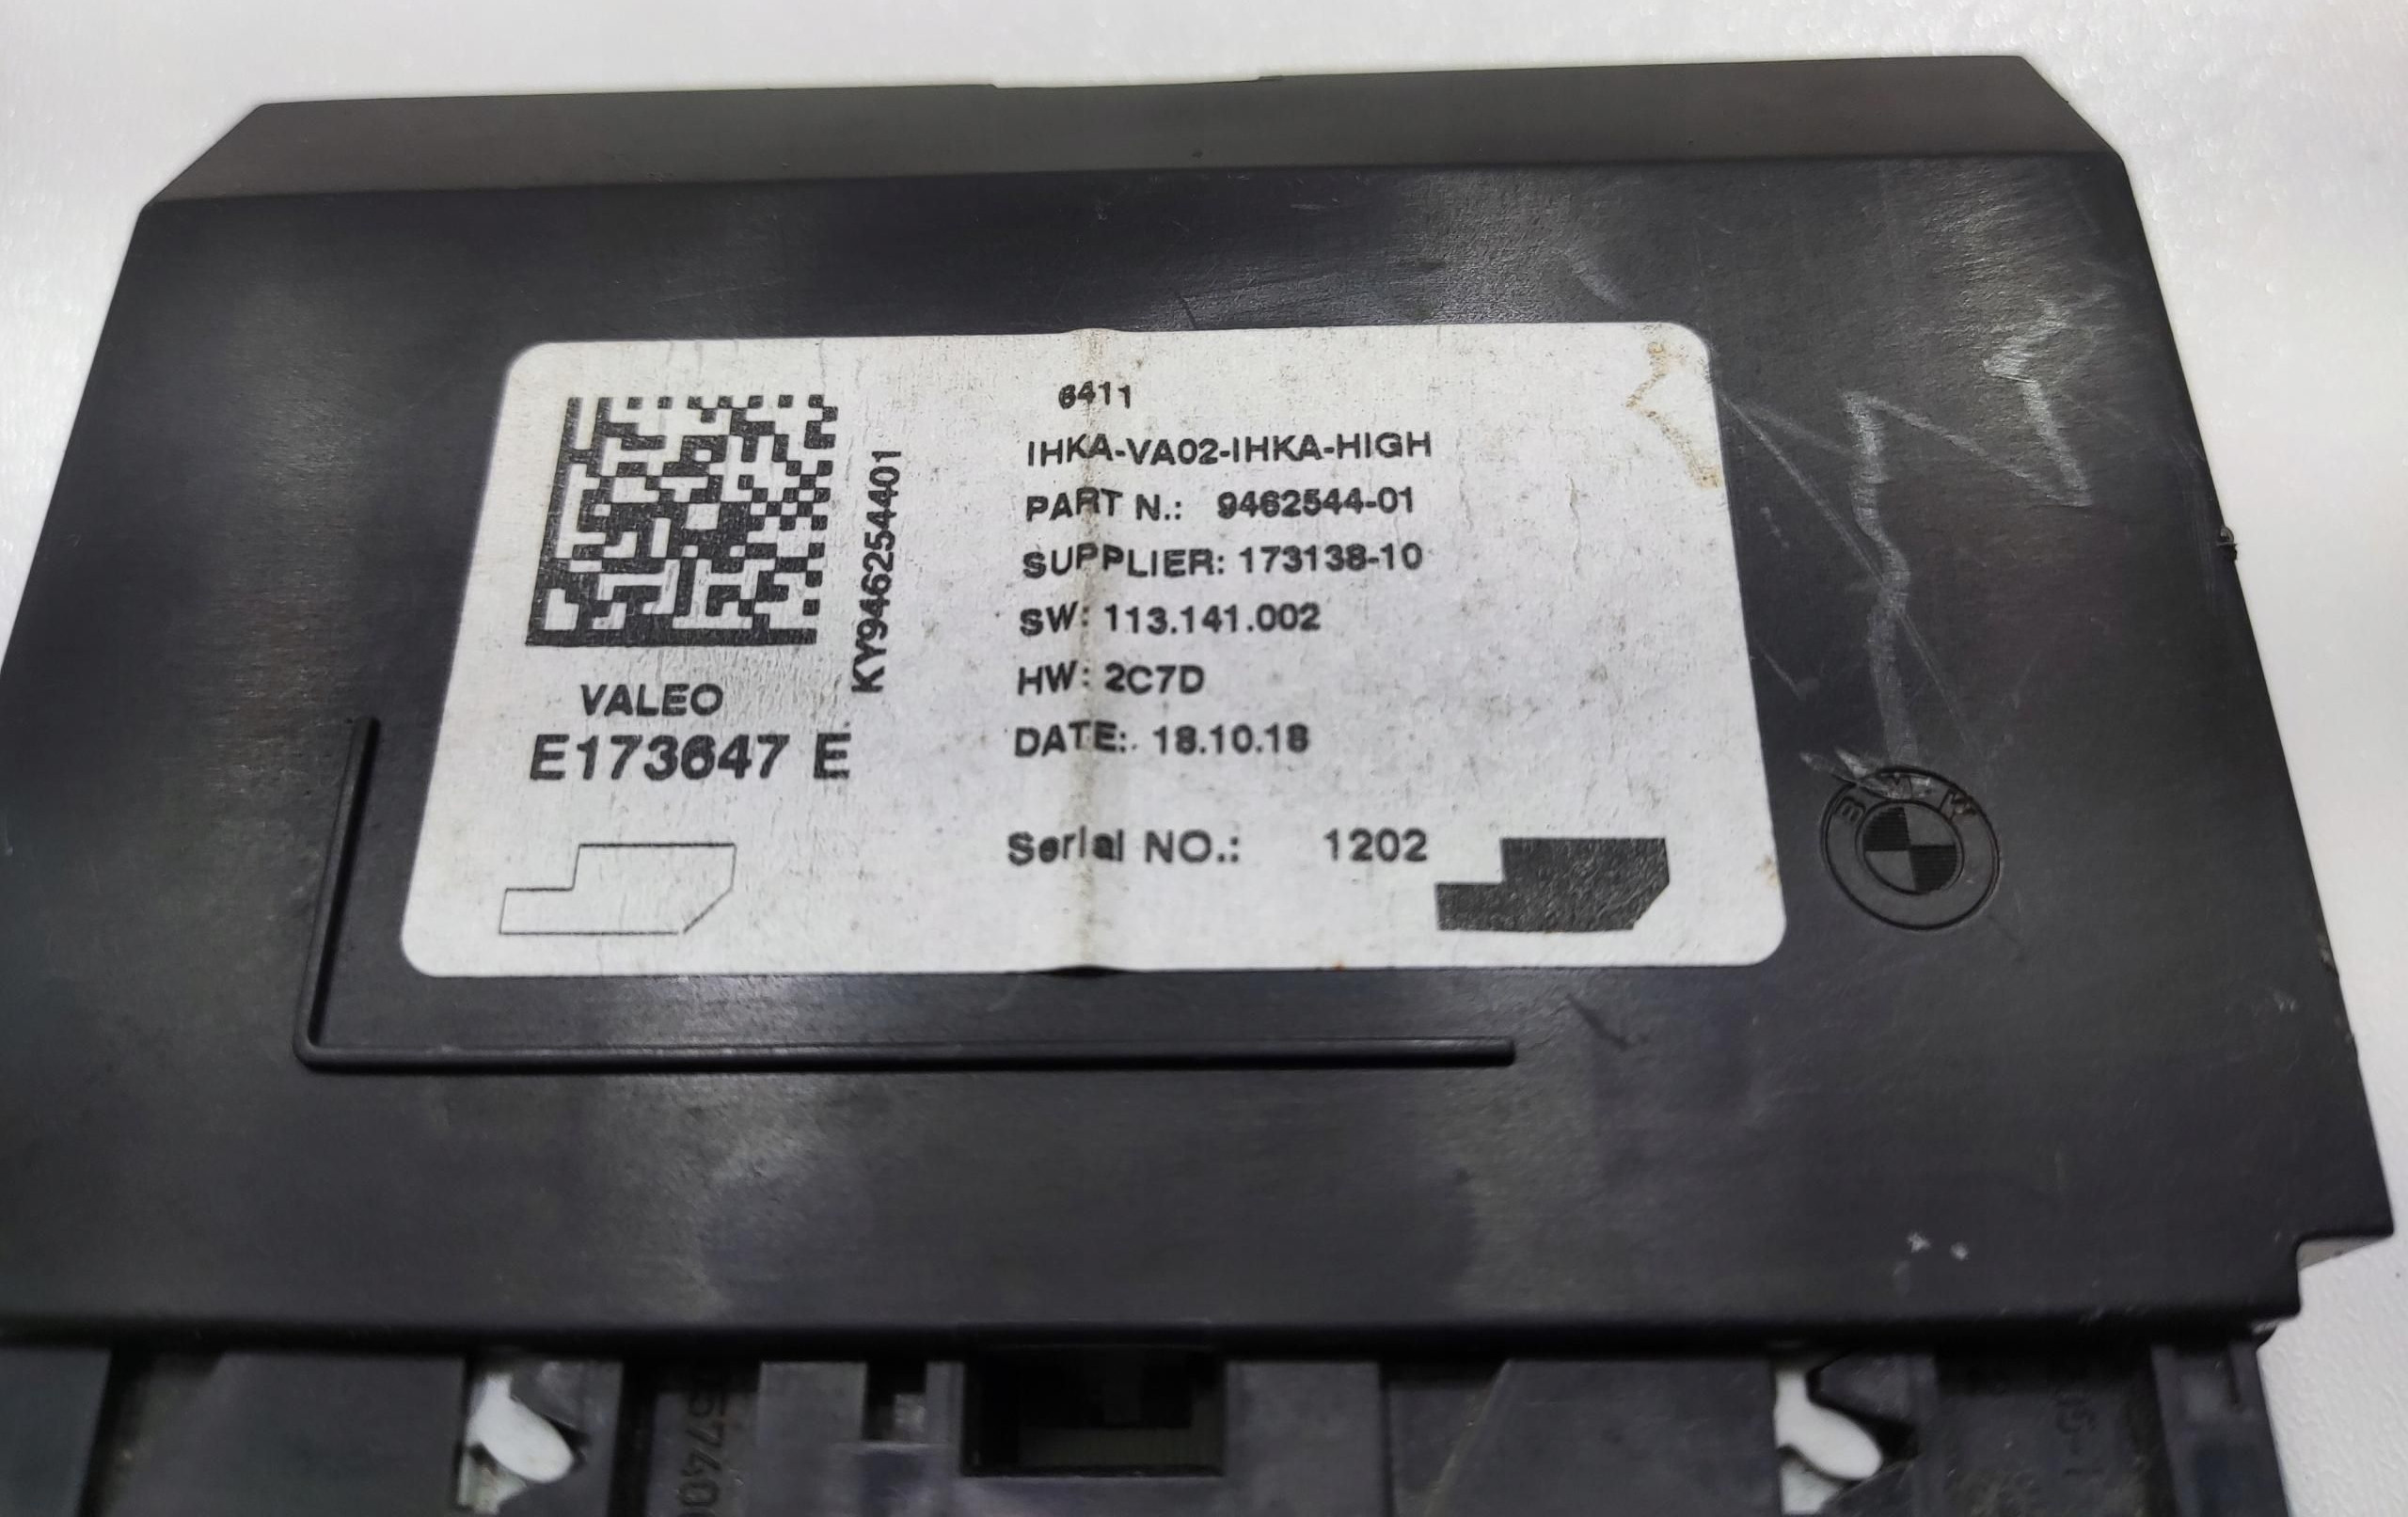 6411
IHKA-VA02-IHKA-HIGH
PART N.: 9462544-01
SUPPLIER: 173138-10
SW: 113.141.002
HW: 2C7D
DATE:. 18.10.18
Serial NO.: 1202
KY946254401
VALEO
E173647 E
BMW